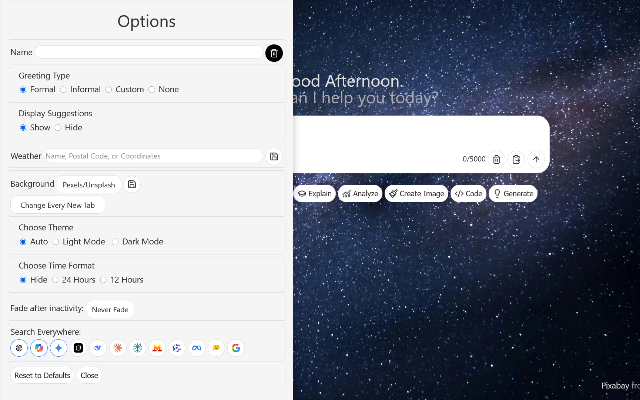 Options
Name
Greeting Type
Formal Informal Custom None
Display Suggestions
Show Hide
Weather Name, Postal Code, or Coordinates
Background Pexels/Unsplash
Change Every New Tab
Choose Theme
Auto Light Mode Dark Mode
Choose Time Format
Hide 24 Hours 12 Hours
Fade after inactivity: Never Fade
Search Everywhere:
Reset to Defaults Close
ood Afternoon.
an I help you today?
0/5000
Explain Analyze Create Image Code Generate
Pixabay fro